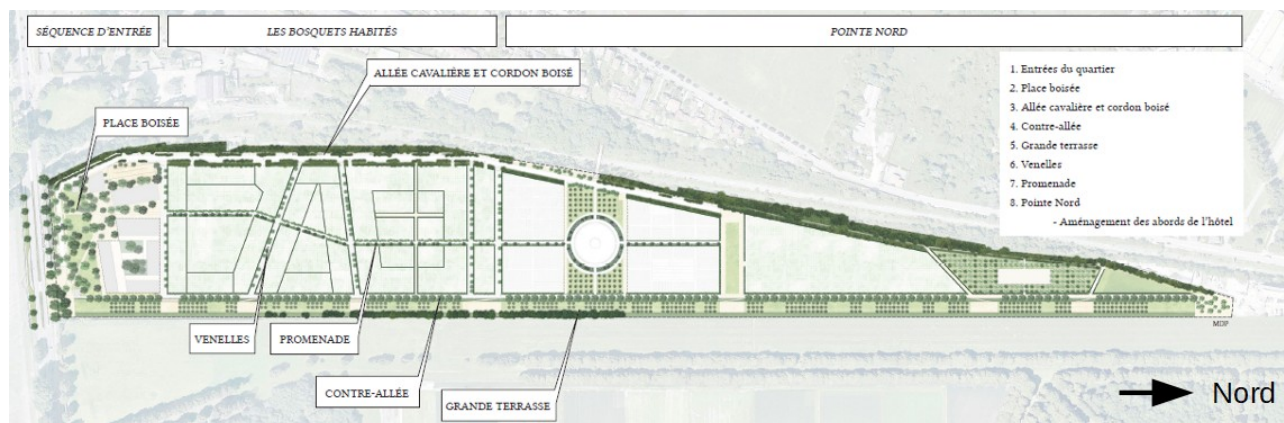 SÉQUENCE D'ENTRÉE
LES BOSQUETS HABITÉS
POINTE NORD
ALLÉE CAVALIÈRE ET CORDON BOISÉ
PLACE BOISÉE
1. Entrées du quartier
2. Place boisée
3. Allée cavalière et cordon boisé
4. Contre-allée
5. Grande terrasse
6. Venelles
7. Promenade
8. Pointe Nord
- Aménagement des abords de l'hôtel
MDP
VENELLES
PROMENADE
CONTRE-ALLÉE
GRANDE TERRASSE
Nord